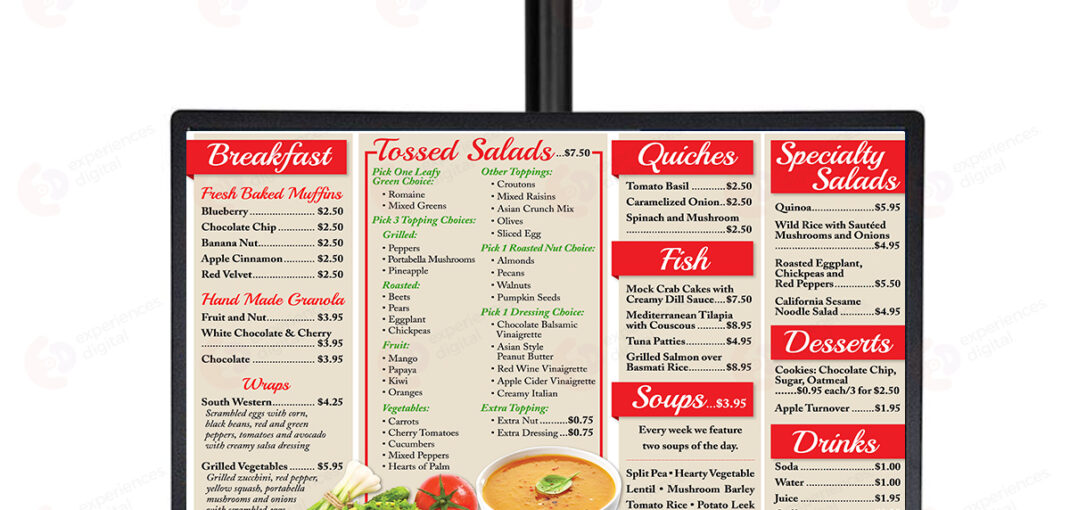 Breakfast
Fresh Baked Muffins
Blueberry ................. $2.50
Chocolate Chip .......... $2.50
Banana Nut............... $2.50
Apple Cinnamon........ $2.50
Red Velvet................. $2.50
Hand Made Granola
Fruit and Nut............. $3.95
White Chocolate & Cherry
............................... $3.95
Chocolate ................. $3.95
Wraps
South Western........... $4.25
Scrambled eggs with corn,
black beans, red and green
peppers, tomatoes and avocado
with creamy salsa dressing
Grilled Vegetables ....... $5.95
Grilled zucchini, red pepper,
yellow squash, portabella
mushrooms and onions
with scrambled eggs
Tossed Salads...$7.50
Pick One Leafy
Green Choice:
• Romaine
• Mixed Greens
Pick 3 Topping Choices:
Grilled:
• Peppers
• Portabella Mushrooms
• Pineapple
Roasted:
• Beets
• Pears
• Eggplant
• Chickpeas
Fruit:
• Mango
• Papaya
• Kiwi
• Oranges
Vegetables:
• Carrots
• Cherry Tomatoes
• Cucumbers
• Mixed Peppers
• Hearts of Palm
Other Toppings:
• Croutons
• Mixed Raisins
• Asian Crunch Mix
• Olives
• Sliced Egg
Pick 1 Roasted Nut Choice:
• Almonds
• Pecans
• Walnuts
• Pumpkin Seeds
Pick 1 Dressing Choice:
• Chocolate Balsamic
Vinaigrette
• Asian Style
Peanut Butter
• Red Wine Vinaigrette
• Apple Cider Vinaigrette
• Creamy Italian
Extra Topping:
• Extra Nut ..........$0.75
• Extra Dressing ...$0.75
Quiches
Tomato Basil ............$2.50
Caramelized Onion..$2.50
Spinach and Mushroom
..............................$2.50
Fish
Mock Crab Cakes with
Creamy Dill Sauce....$7.50
Mediterranean Tilapia
with Couscous .........$8.95
Tuna Patties..............$4.95
Grilled Salmon over
Basmati Rice.............$8.95
Soups...$3.95
Every week we feature
two soups of the day.
Split Pea • Hearty Vegetable
Lentil • Mushroom Barley
Tomato Rice • Potato Leek
Specialty
Salads
Quinoa.....................$5.95
Wild Rice with Sautéed
Mushrooms and Onions
................................$4.95
Roasted Eggplant,
Chickpeas and
Red Peppers.............$5.50
California Sesame
Noodle Salad ...........$4.95
Desserts
Cookies: Chocolate Chip,
Sugar, Oatmeal
.......$0.95 each/3 for $2.50
Apple Turnover ........$1.95
Drinks
Soda .........................$1.00
Water .......................$1.00
Juice .........................$1.95
experiences
digital
experiences
digital
experiences
digital
experiences
digital
experiences
digital
experiences
digital